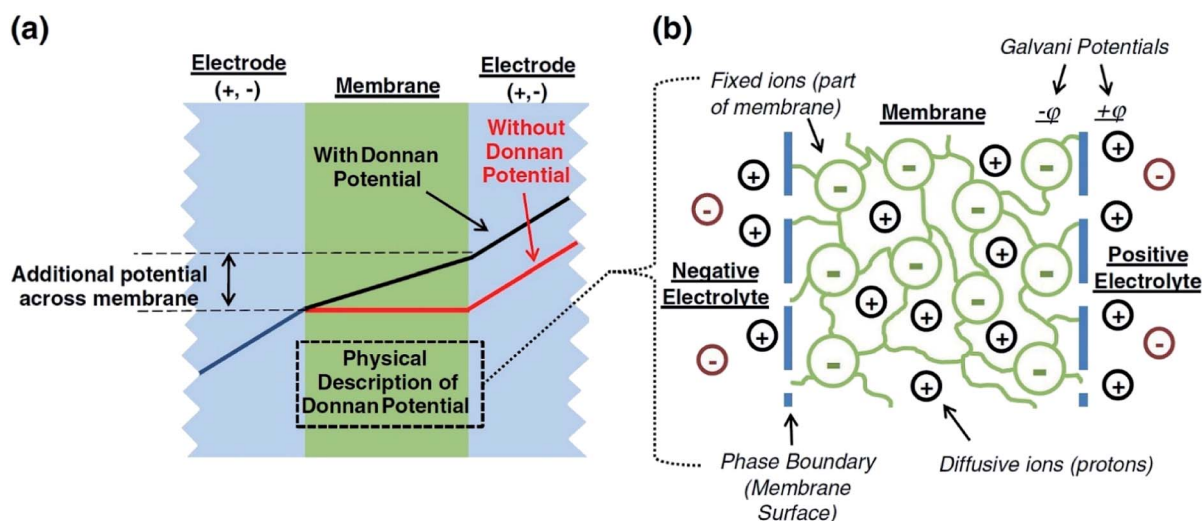 (a)
Electrode
(+, -)
Membrane
Electrode
(+,-)
With Donnan
Potential
Without
Donnan
Potential
Additional potential
across membrane
Physical
Description of
Donnan Potential
(b)
Galvani Potentials
Fixed ions (part
of membrane)
Membrane
-φ
+φ
Negative
Electrolyte
Positive
Electrolyte
Phase Boundary
(Membrane
Surface)
Diffusive ions (protons)